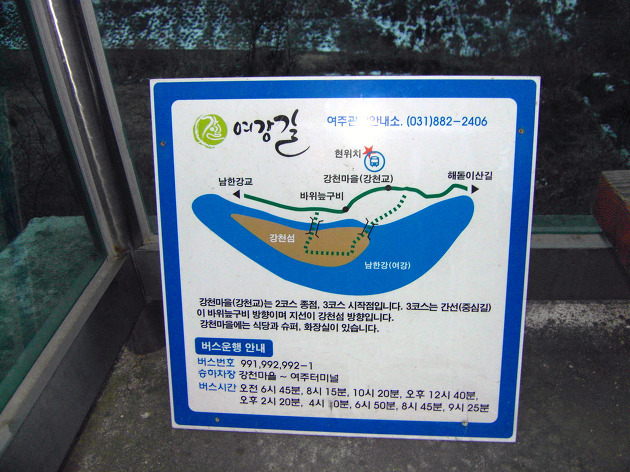 여강길
여주관광안내소. (031)882-2406
현위치
강천마을(강천교)
해돋이산길
남한강교
바위늪구비
강천섬
남한강(여강)
강천마을(강천교)는 2코스 종점, 3코스 시작점입니다. 3코스는 간선(중심길)
이 바위늪구비 방향이며 지선이 강천섬 방향입니다.
강천마을에는 식당과 슈퍼, 화장실이 있습니다.
버스운행 안내
버스번호 991,992,992-1
승하차장 강천마을 ~ 여주터미널
버스시간 오전 6시 45분, 8시 15분, 10시 20분, 오후 12시 40분,
오후 2시 20분, 4시 10분, 6시 50분, 8시 45분, 9시 25분